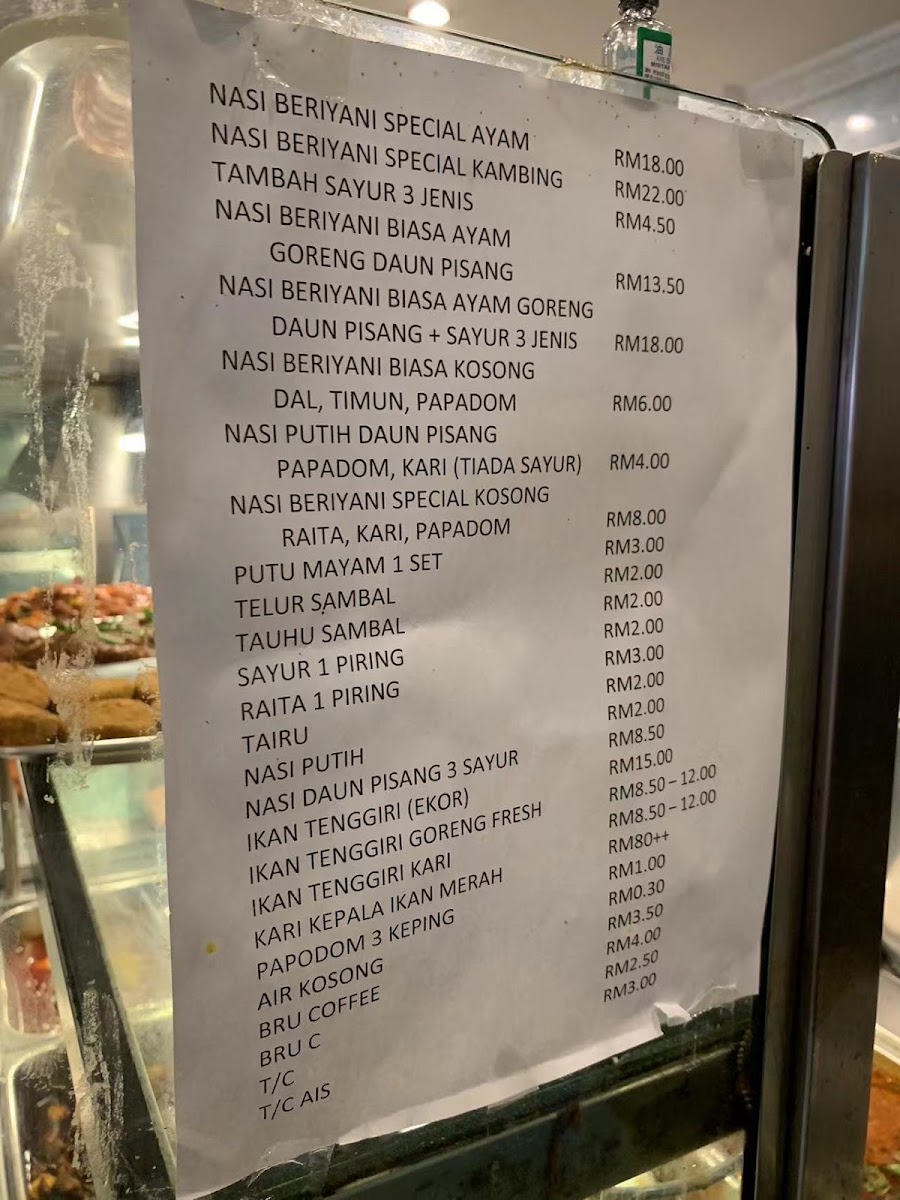 NASI BERIYANI SPECIAL AYAM RM18.00
NASI BERIYANI SPECIAL KAMBING RM22.00
TAMBAH SAYUR 3 JENIS RM4.50
NASI BERIYANI BIASA AYAM
GORENG DAUN PISANG RM13.50
NASI BERIYANI BIASA AYAM GORENG
DAUN PISANG + SAYUR 3 JENIS RM18.00
NASI BERIYANI BIASA KOSONG
DAL, TIMUN, PAPADOM RM6.00
NASI PUTIH DAUN PISANG
PAPADOM, KARI (TIADA SAYUR) RM4.00
NASI BERIYANI SPECIAL KOSONG
RAITA, KARI, PAPADOM RM8.00
PUTU MAYAM 1 SET RM3.00
TELUR SAMBAL RM2.00
TAUHU SAMBAL RM2.00
SAYUR 1 PIRING RM2.00
RAITA 1 PIRING RM3.00
TAIRU RM2.00
NASI PUTIH RM2.00
NASI DAUN PISANG 3 SAYUR RM8.50
IKAN TENGGIRI (EKOR) RM15.00
IKAN TENGGIRI GORENG FRESH RM8.50 – 12.00
IKAN TENGGIRI KARI RM8.50 – 12.00
KARI KEPALA IKAN MERAH RM80++
PAPODOM 3 KEPING RM1.00
AIR KOSONG RM0.30
BRU COFFEE RM3.50
BRU C RM4.00
T/C RM2.50
T/C AIS RM3.00
油